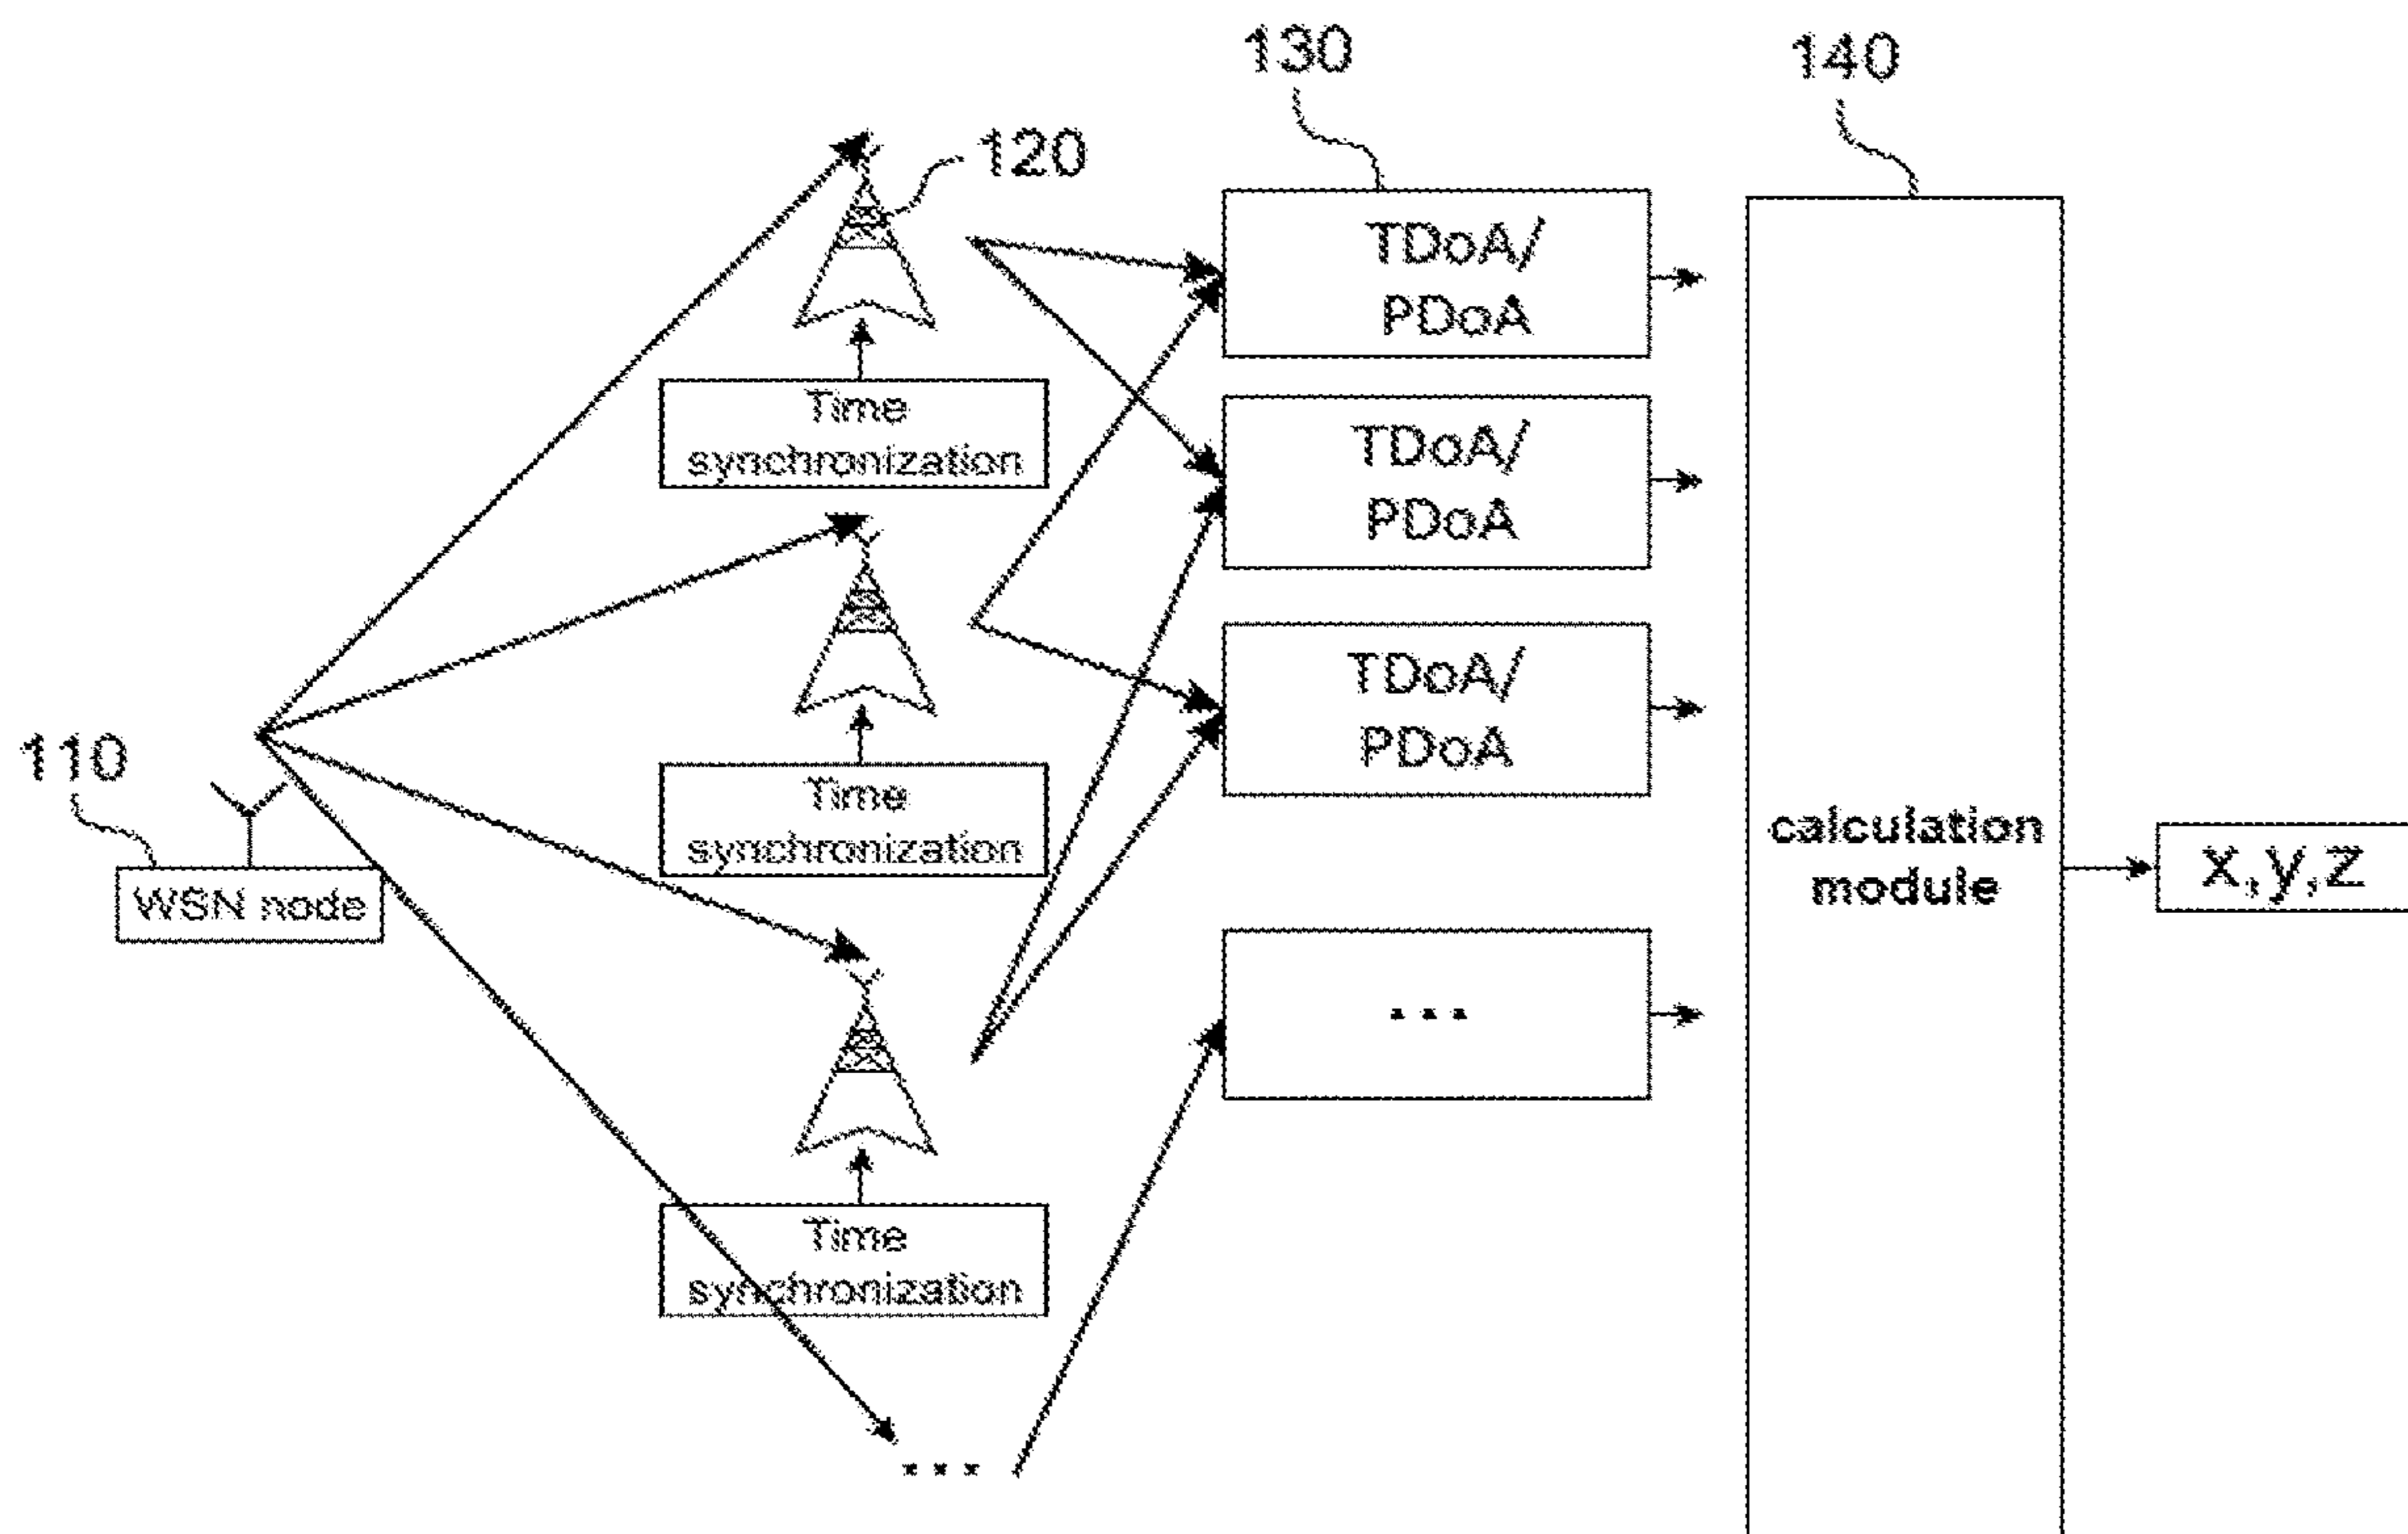 130
140
120
TDoA/
PDoA
Time
synchronization
TDoA/
PDoA
TDoA/
PDoA
110
Time
synchronization
calculation
module
x,y,z
WSN node
...
Time
synchronization
...